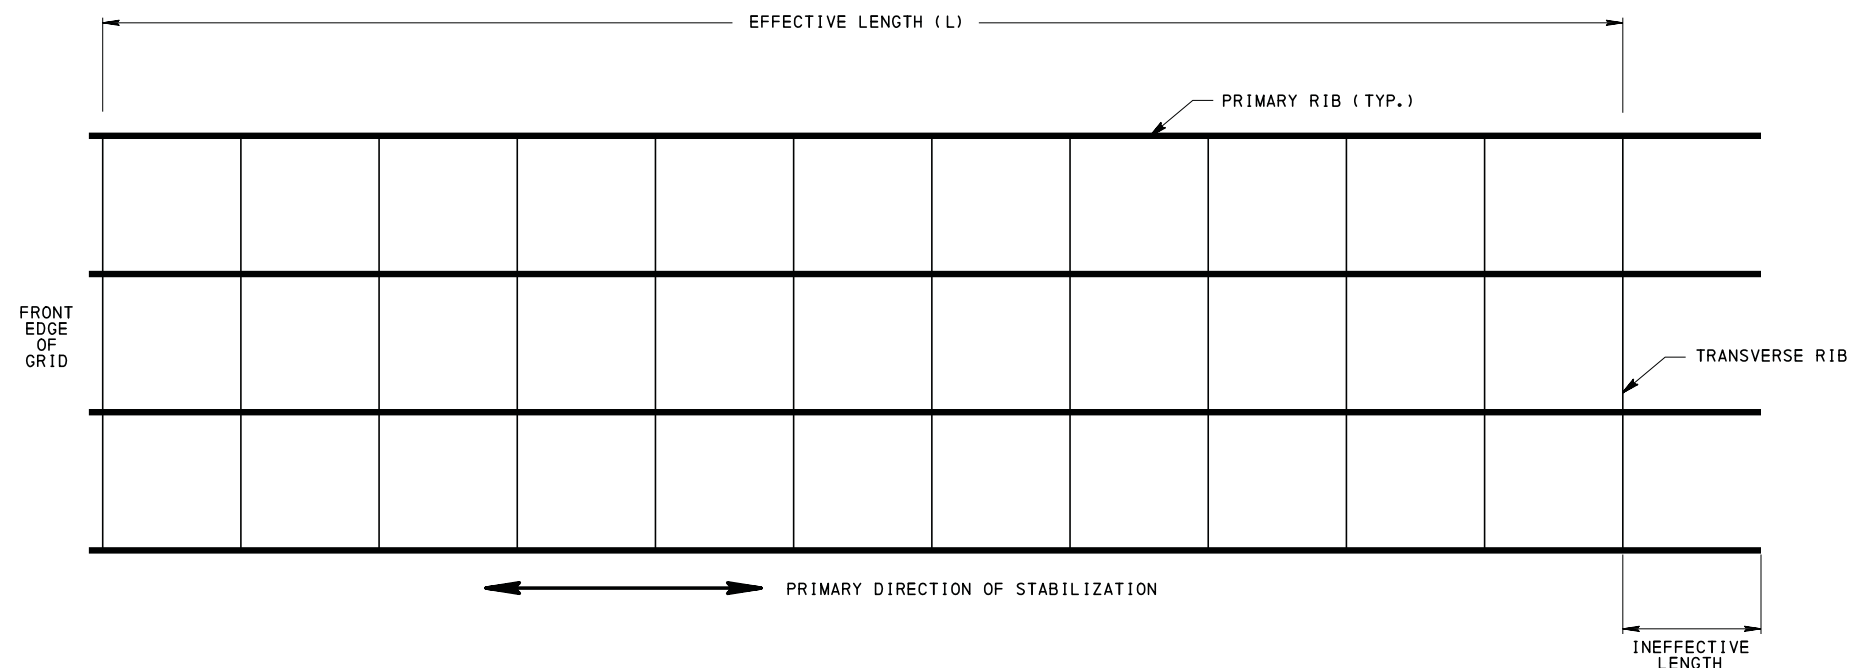 EFFECTIVE LENGTH (L)
PRIMARY RIB (TYP.)
FRONT
EDGE
OF
GRID
TRANSVERSE RIB
PRIMARY DIRECTION OF STABILIZATION
INEFFECTIVE
LENGTH